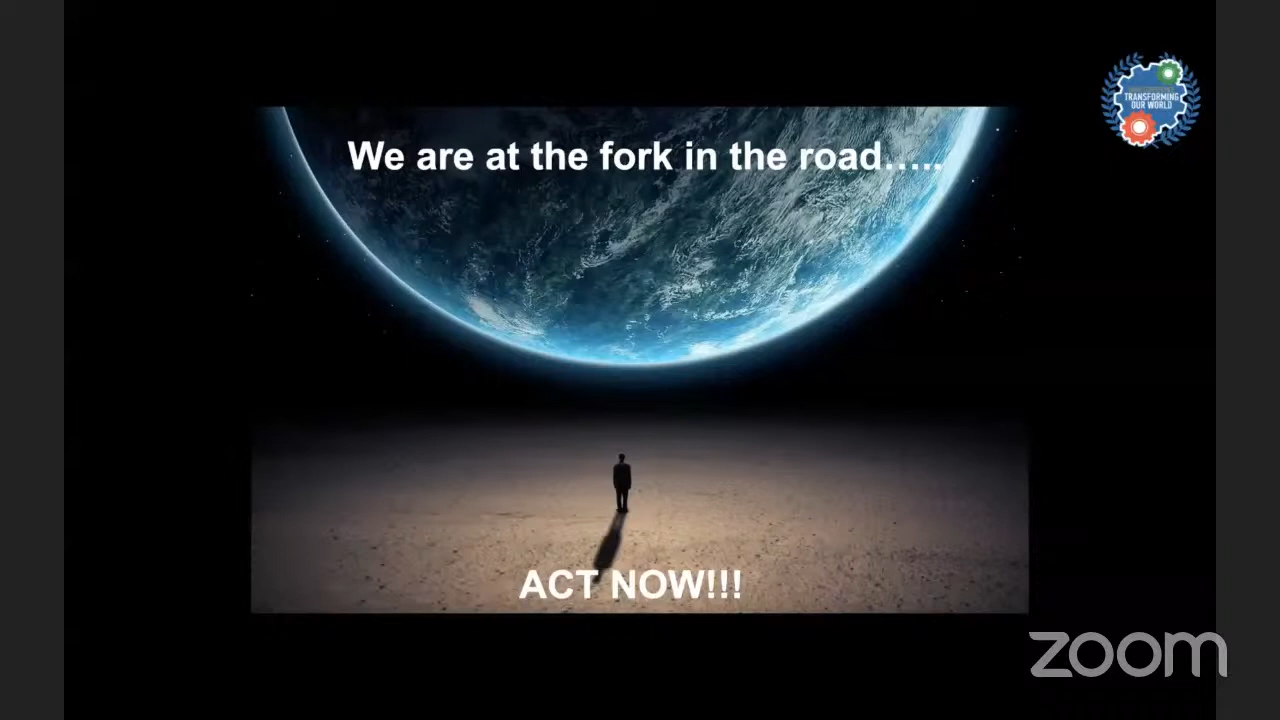 We are at the fork in the road.....
TRANSFORMING
OUR WORLD
ACT NOW!!!
zoom